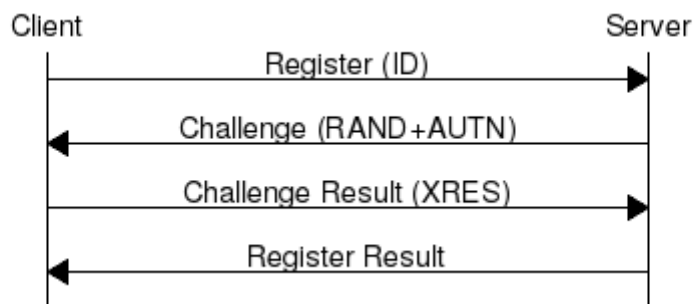 Client
Server
Register (ID)
Challenge (RAND+AUTN)
Challenge Result (XRES)
Register Result